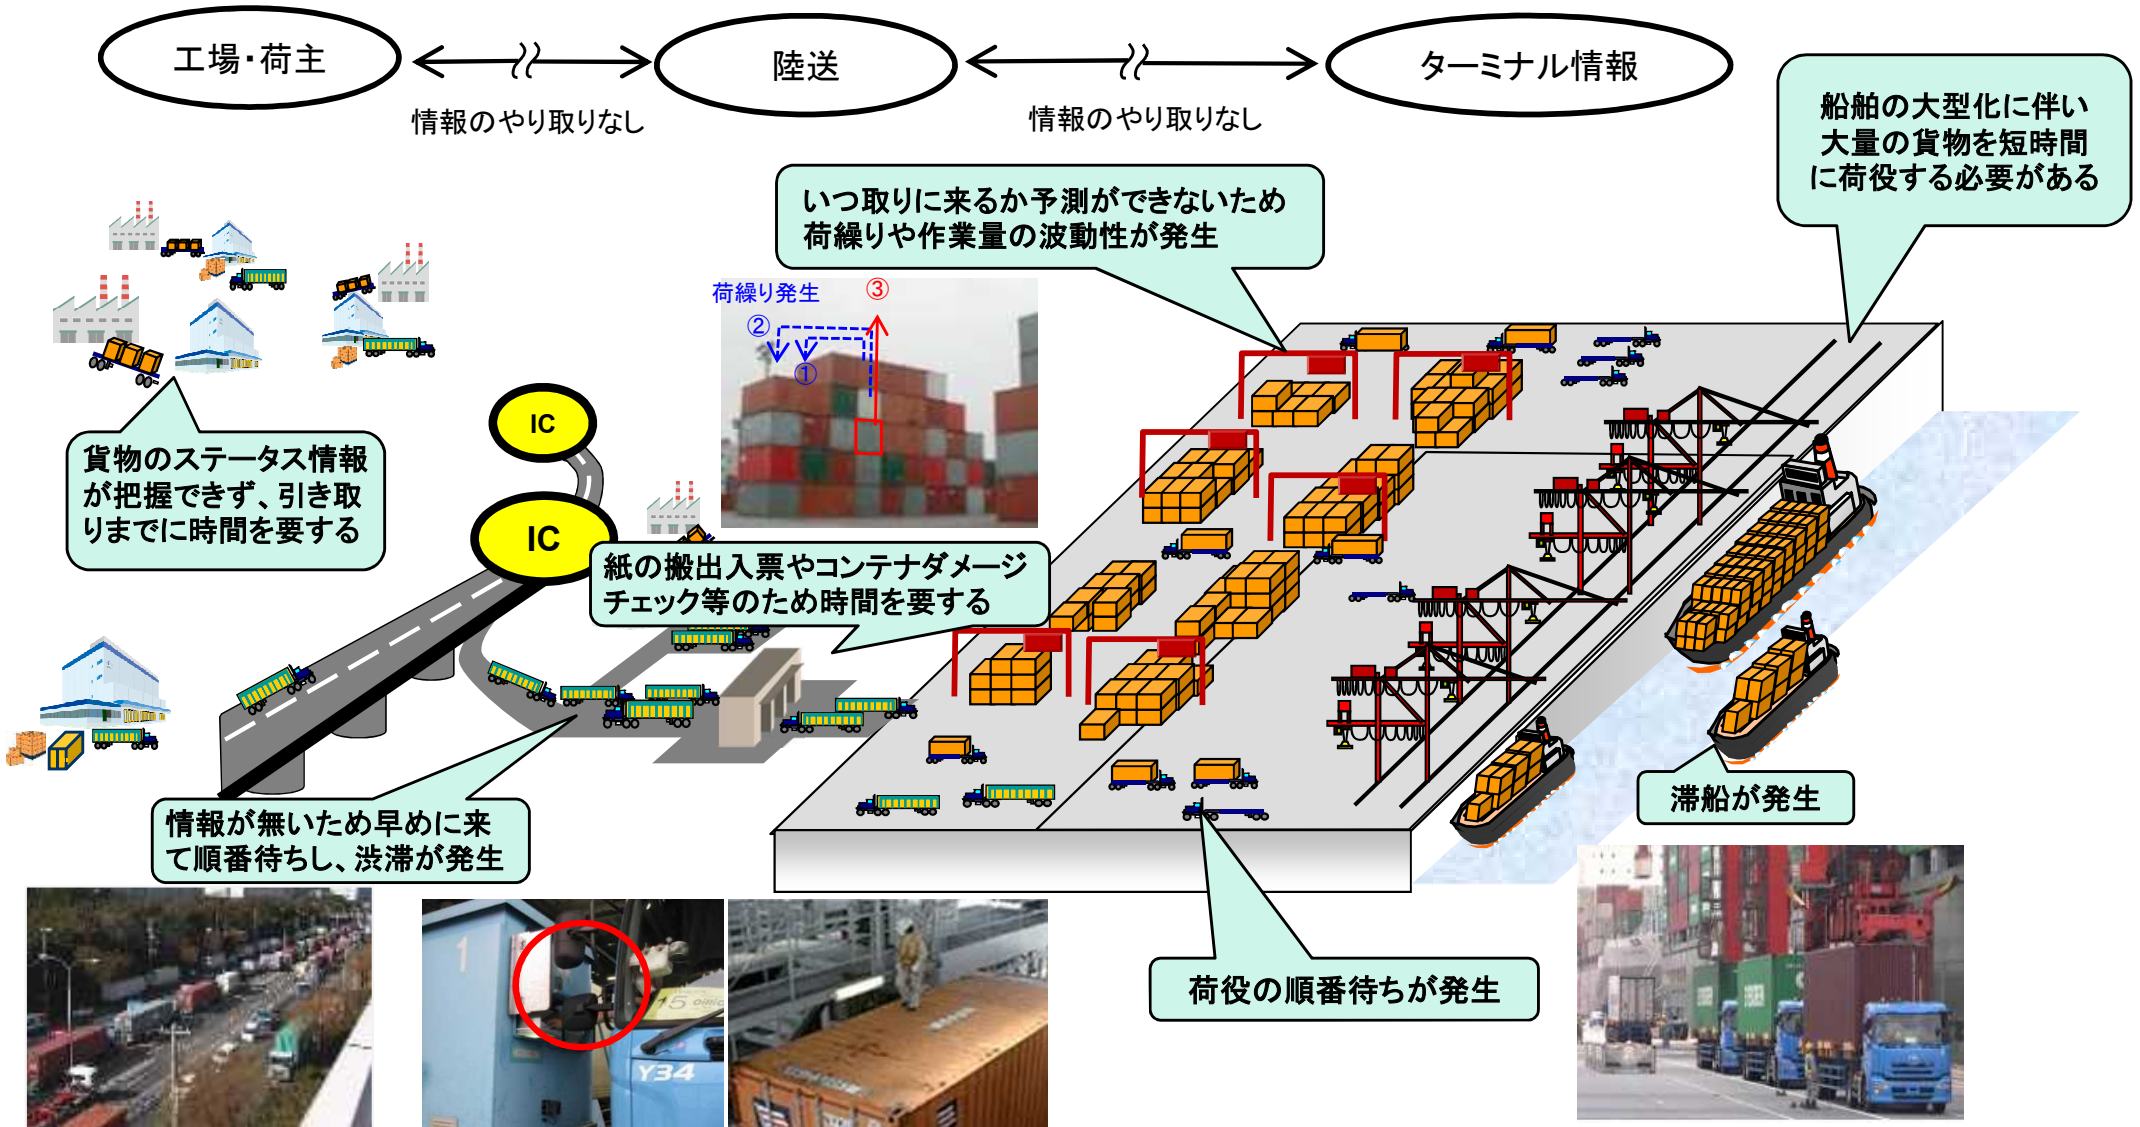 工場・荷主
陸送
ターミナル情報
情報のやり取りなし
情報のやり取りなし
船舶の大型化に伴い
大量の貨物を短時間
に荷役する必要がある
いつ取りに来るか予測ができないため
荷繰りや作業量の波動性が発生
荷繰り発生
③
②
①
貨物のステータス情報
が把握できず、引き取
りまでに時間を要する
IC
IC
紙の搬出入票やコンテナダメージ
チェック等のため時間を要する
情報が無いため早めに来
て順番待ちし、渋滞が発生
滞船が発生
荷役の順番待ちが発生
1
Y34